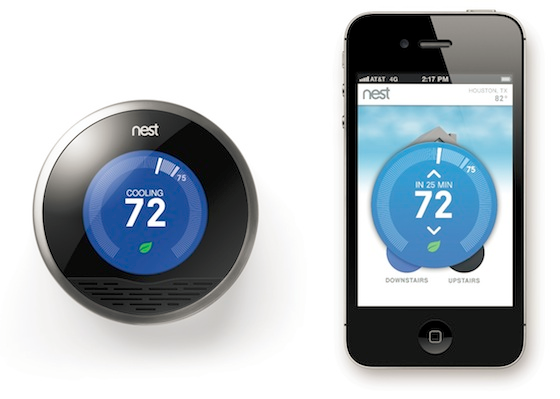 nest
75
COOLING
72
AT&T 4G 2:17 PM
nest
HOUSTON, TX
82°
75
IN 25 MIN
72
DOWNSTAIRS UPSTAIRS